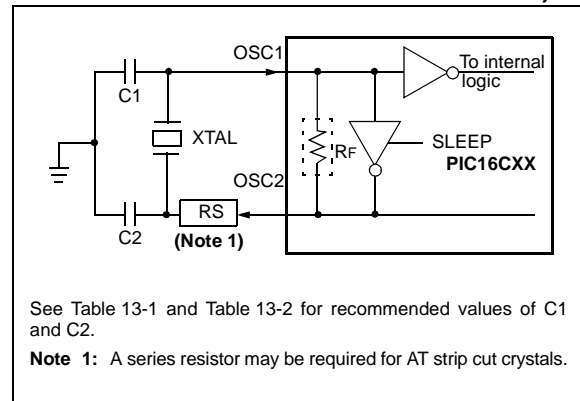 OSC1
To internal
logic
C1
XTAL
RF
SLEEP
PIC16CXX
OSC2
RS
C2
(Note 1)
See Table 13-1 and Table 13-2 for recommended values of C1
and C2.
Note 1: A series resistor may be required for AT strip cut crystals.